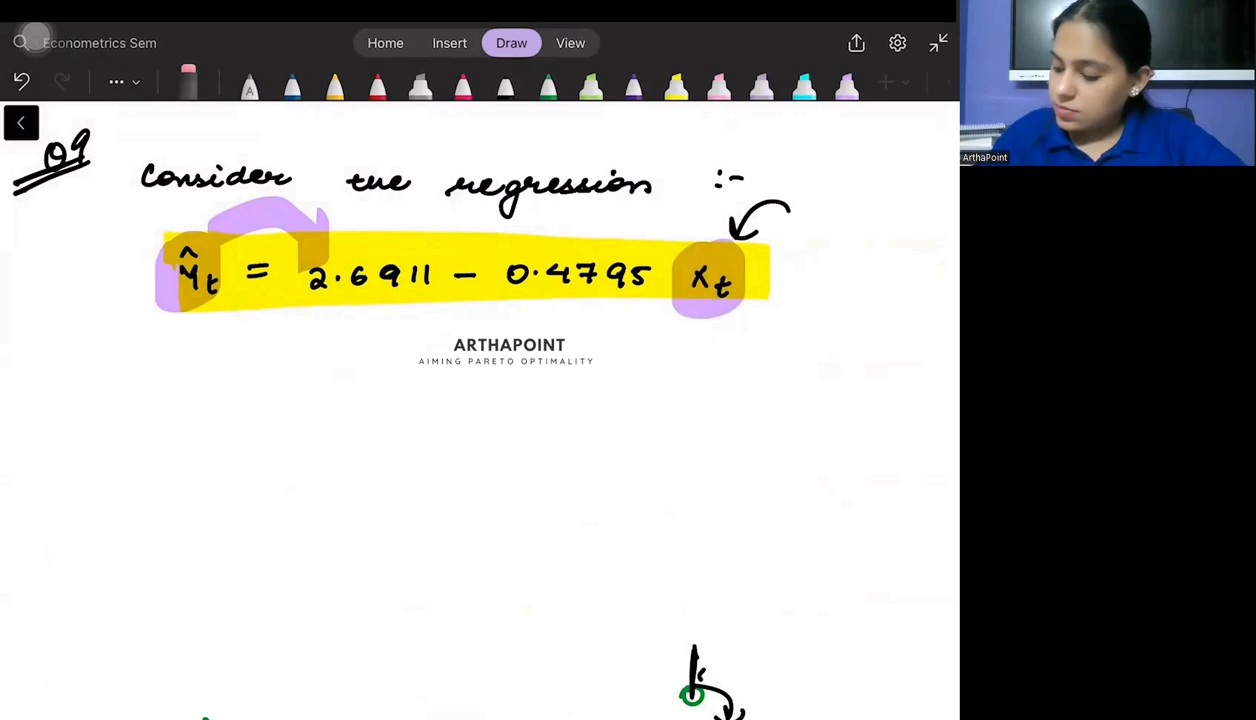 Econometrics Sem
Home Insert Draw View
A
ArthaPoint
Q9
Consider the regression :-
Ŷt = 2.6911 - 0.4795 Xt
ARTHAPOINT
AIMING PARETO OPTIMALITY